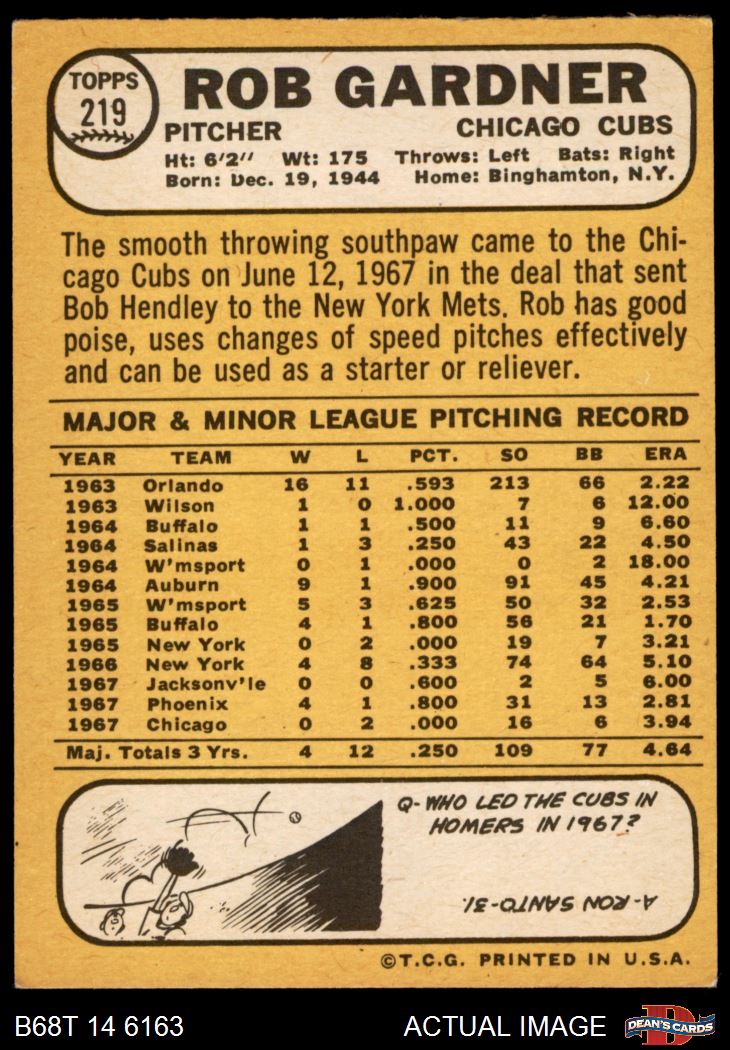 TOPPS
219
ROB GARDNER
PITCHER CHICAGO CUBS
Ht: 6'2" Wt: 175 Throws: Left Bats: Right
Born: Dec. 19, 1944 Home: Binghamton, N.Y.
The smooth throwing southpaw came to the Chi-
cago Cubs on June 12, 1967 in the deal that sent
Bob Hendley to the New York Mets. Rob has good
poise, uses changes of speed pitches effectively
and can be used as a starter or reliever.
MAJOR & MINOR LEAGUE PITCHING RECORD
YEAR TEAM W L PCT. SO BB ERA
1963 Orlando 16 11 .593 213 66 2.22
1963 Wilson 1 0 1.000 7 6 12.00
1964 Buffalo 1 1 .500 11 9 6.60
1964 Salinas 1 3 .250 43 22 4.50
1964 W'msport 0 1 .000 0 2 18.00
1964 Auburn 9 1 .900 91 45 4.21
1965 W'msport 5 3 .625 50 32 2.53
1965 Buffalo 4 1 .800 56 21 1.70
1965 New York 0 2 .000 19 7 3.21
1966 New York 4 8 .333 74 64 5.10
1967 Jacksonv'le 0 0 .600 2 5 6.00
1967 Phoenix 4 1 .800 31 13 2.81
1967 Chicago 0 2 .000 16 6 3.94
Maj. Totals 3 Yrs. 4 12 .250 109 77 4.64
Q-WHO LED THE CUBS IN
HOMERS IN 1967?
A-RON SANTO-31.
©T.C.G. PRINTED IN U.S.A.
B68T 14 6163 ACTUAL IMAGE
DEAN'S CARDS